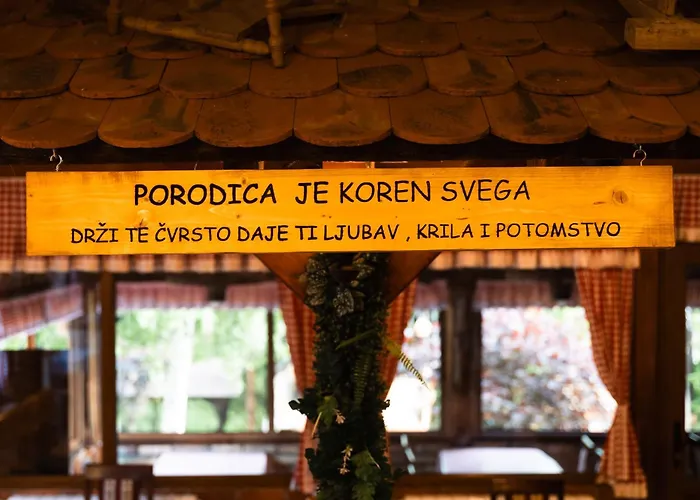 PORODICA JE KOREN SVEGA
DRŽI TE ČVRSTO DAJE TI LJUBAV , KRILA I POTOMSTVO